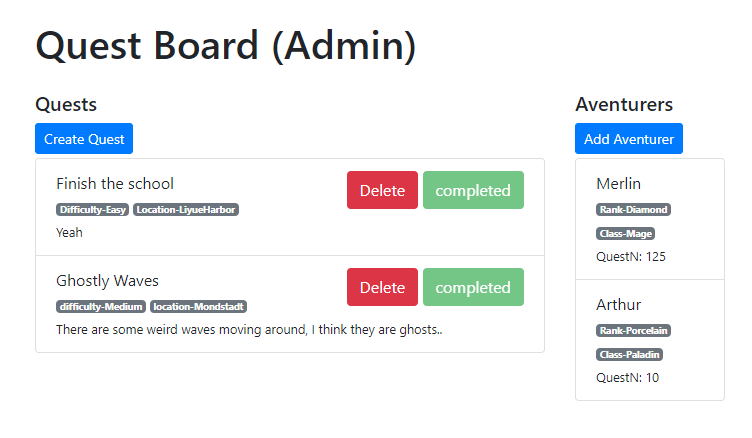 Quest Board (Admin)
Quests
Create Quest
Finish the school
Delete
completed
Difficulty-Easy Location-LiyueHarbor
Yeah
Ghostly Waves
Delete
completed
difficulty-Medium location-Mondstadt
There are some weird waves moving around, I think they are ghosts..
Aventurers
Add Aventurer
Merlin
Rank-Diamond
Class-Mage
QuestN: 125
Arthur
Rank-Porcelain
Class-Paladin
QuestN: 10